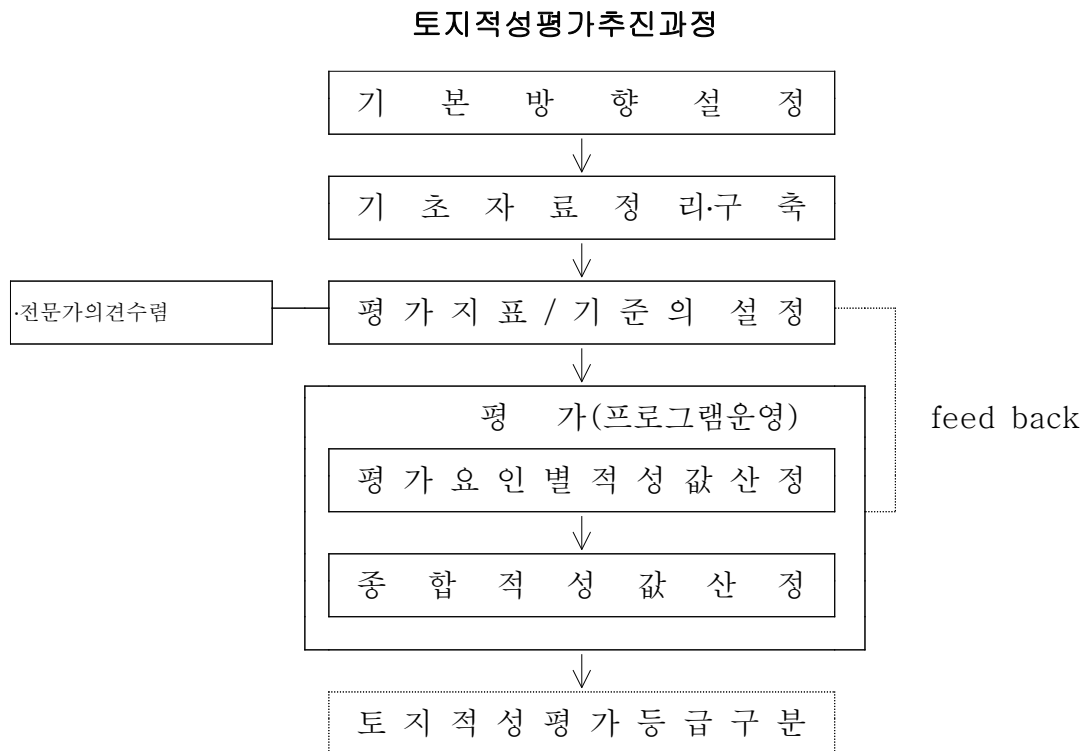 토지적성평가추진과정
기 본 방 향 설 정
기 초 자 료 정 리·구 축
·전문가의견수렴
평 가 지 표 / 기 준 의 설 정
평 가(프로그램운영)
feed back
평 가 요 인 별 적 성 값 산 정
종 합 적 성 값 산 정
토 지 적 성 평 가 등 급 구 분